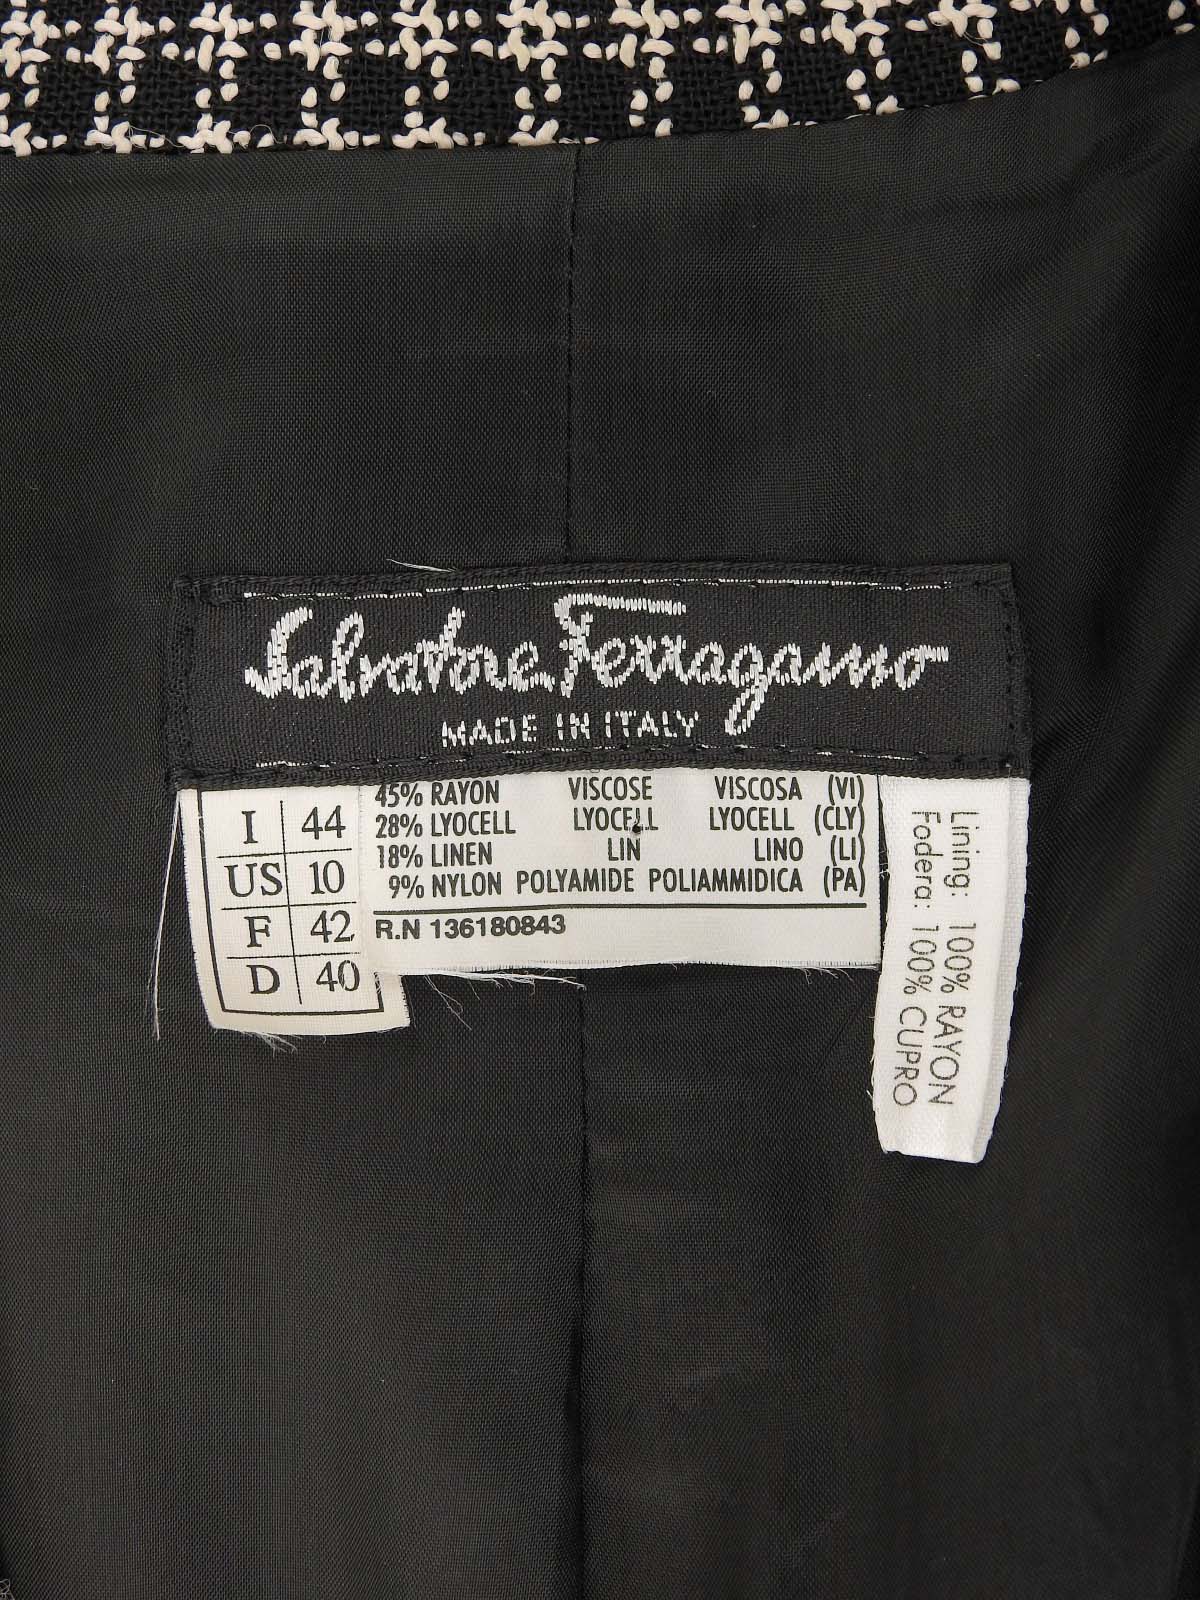 Salvatore Ferragamo
MADE IN ITALY
I 44
US 10
F 42
D 40
45% RAYON VISCOSE VISCOSA (VI)
28% LYOCELL LYOCELL LYOCELL (CLY)
18% LINEN LIN LINO (LI)
9% NYLON POLYAMIDE POLIAMMIDICA (PA)
R.N 136180843
Lining: 100% RAYON
Fodera: 100% CUPRO